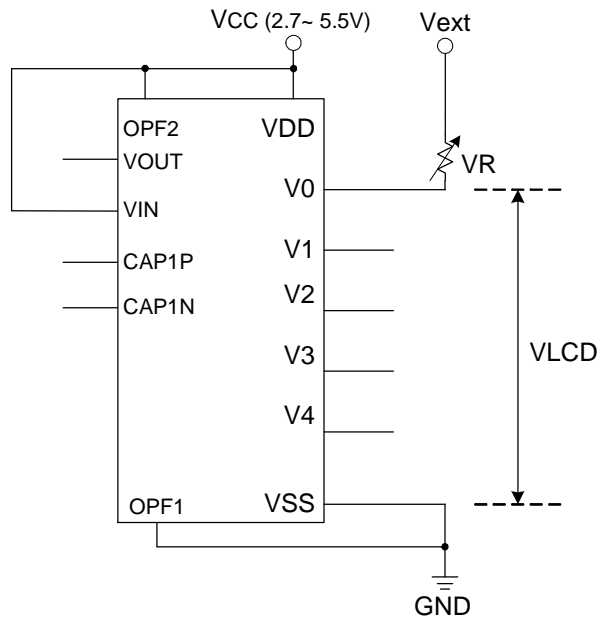 VCC (2.7~ 5.5V)
Vext
OPF2
VDD
VOUT
VR
V0
VIN
V1
CAP1P
V2
CAP1N
V3
VLCD
V4
OPF1
VSS
GND